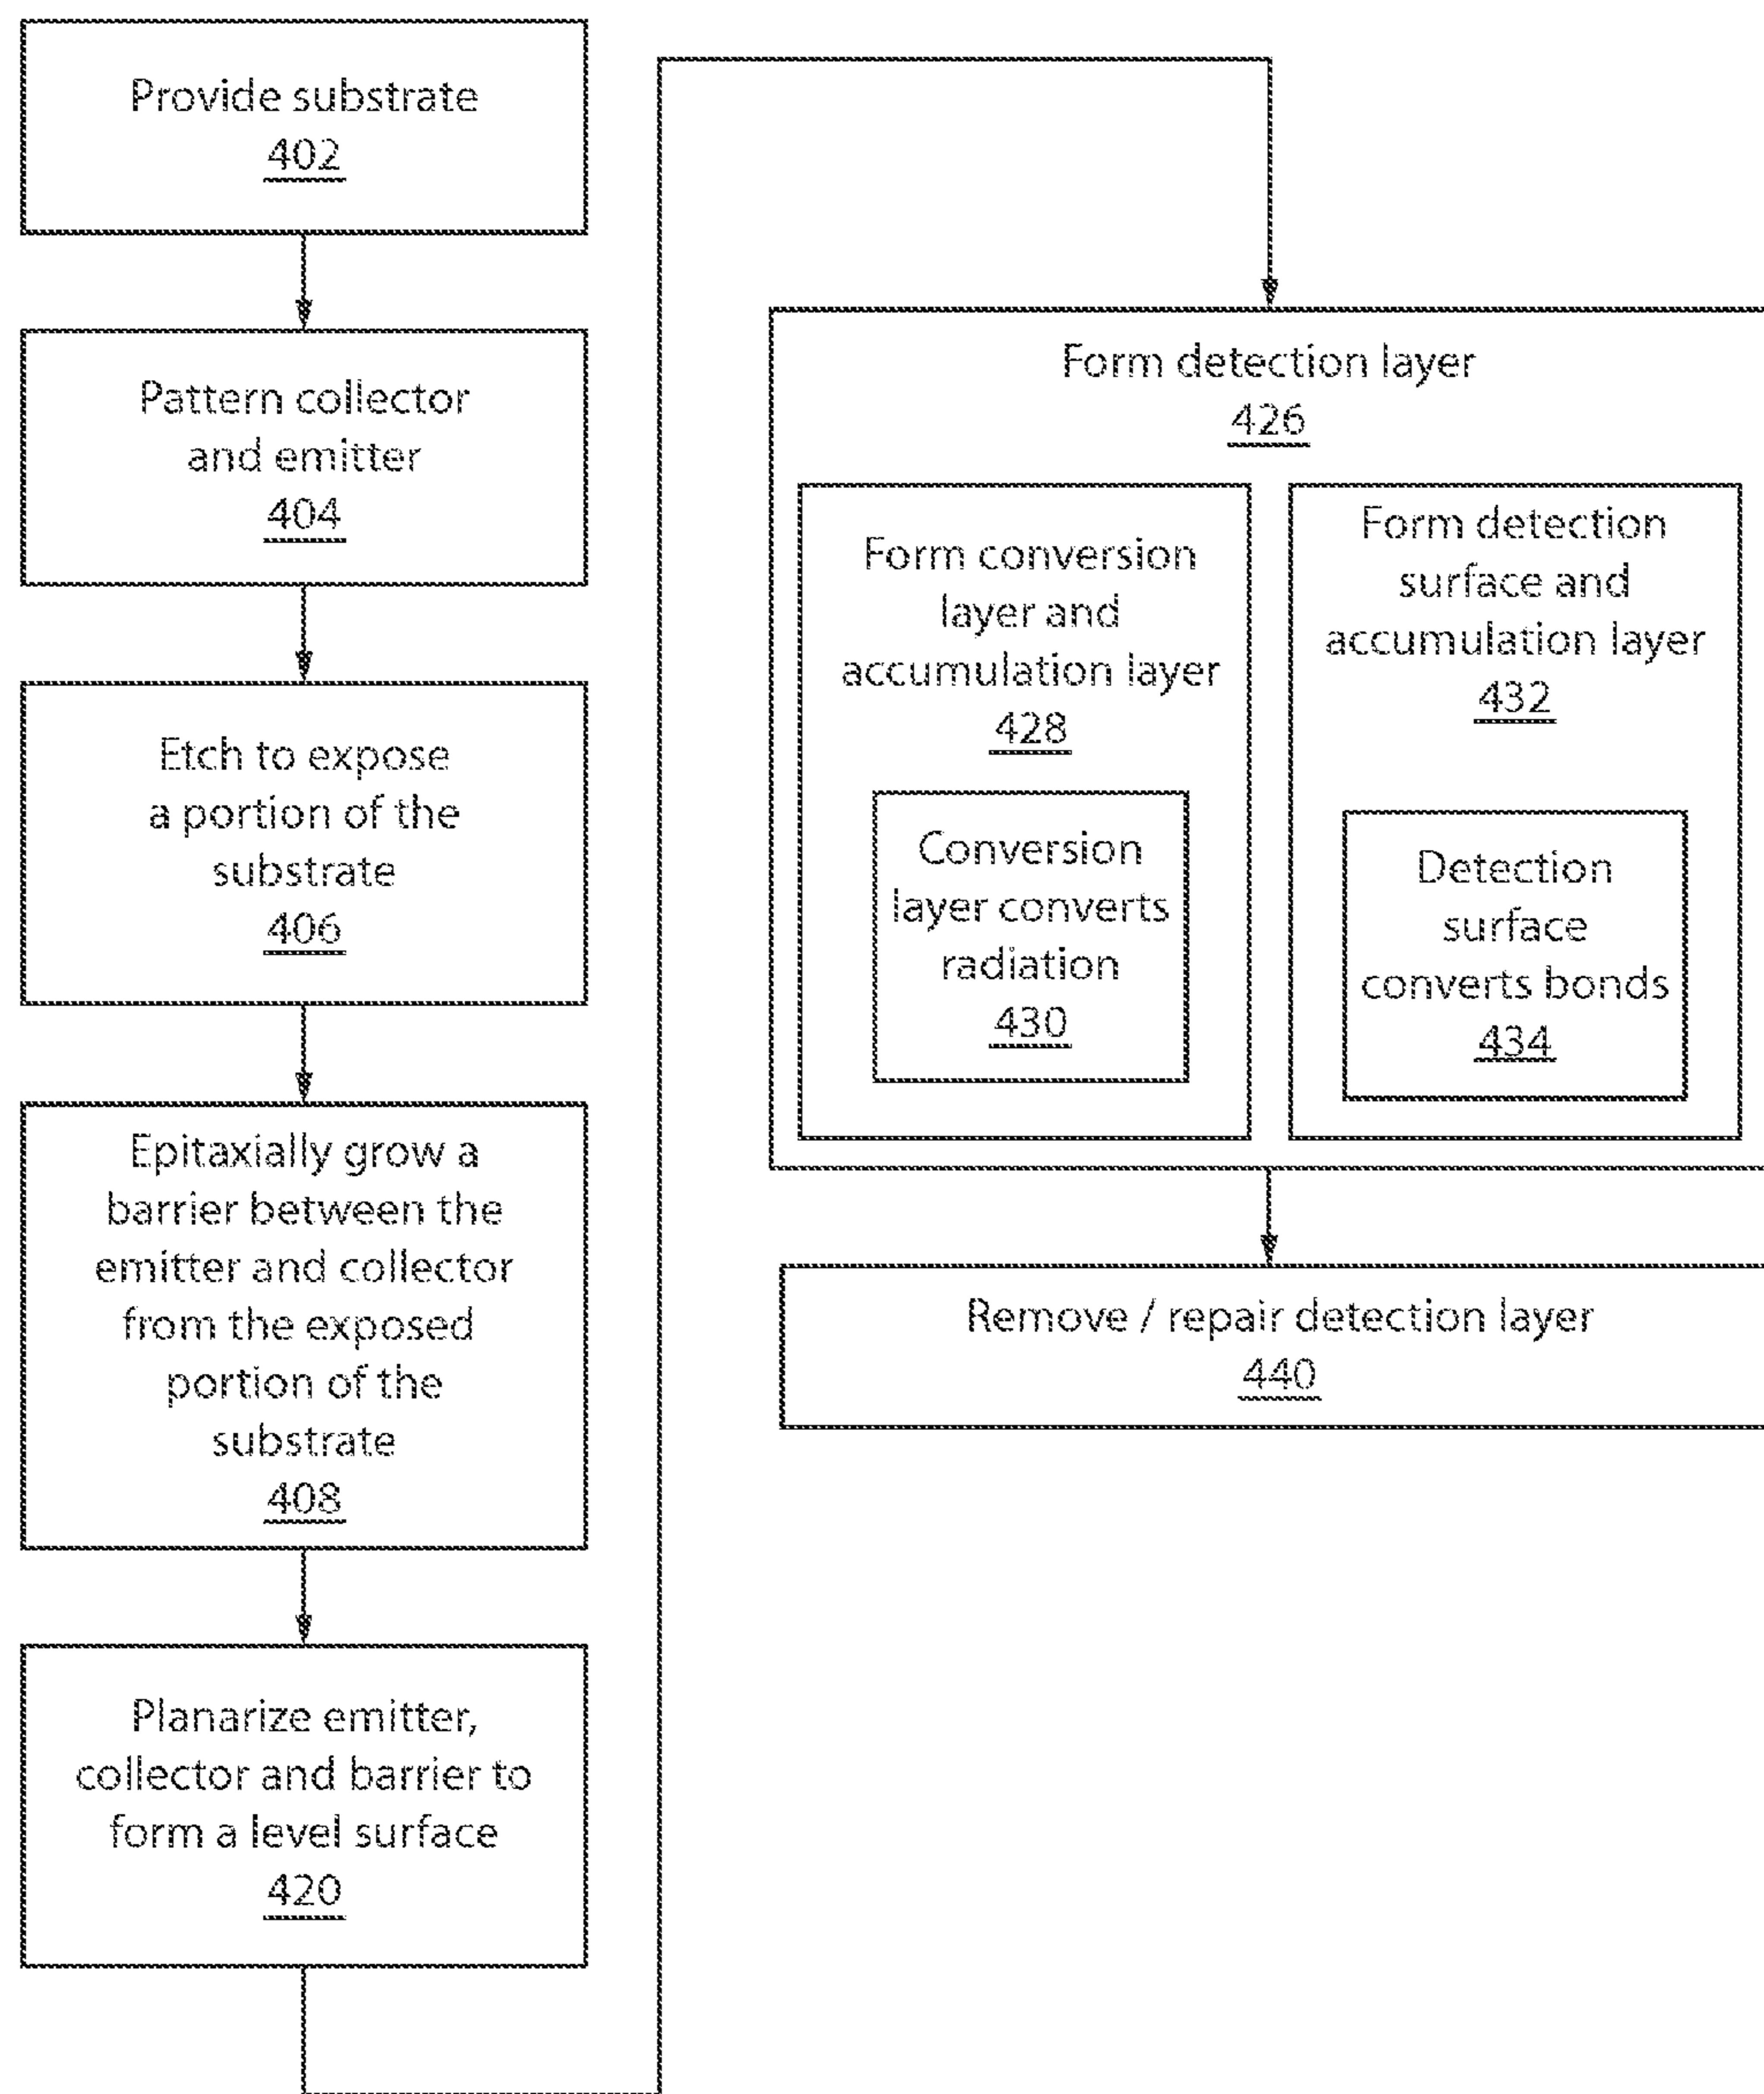 Provide substrate
402
Pattern collector
and emitter
404
Etch to expose
a portion of the
substrate
406
Epitaxially grow a
barrier between the
emitter and collector
from the exposed
portion of the
substrate
408
Planarize emitter,
collector and barrier to
form a level surface
420
Form detection layer
426
Form conversion
layer and
accumulation layer
428
Conversion
layer converts
radiation
430
Form detection
surface and
accumulation layer
432
Detection
surface
converts bonds
434
Remove / repair detection layer
440